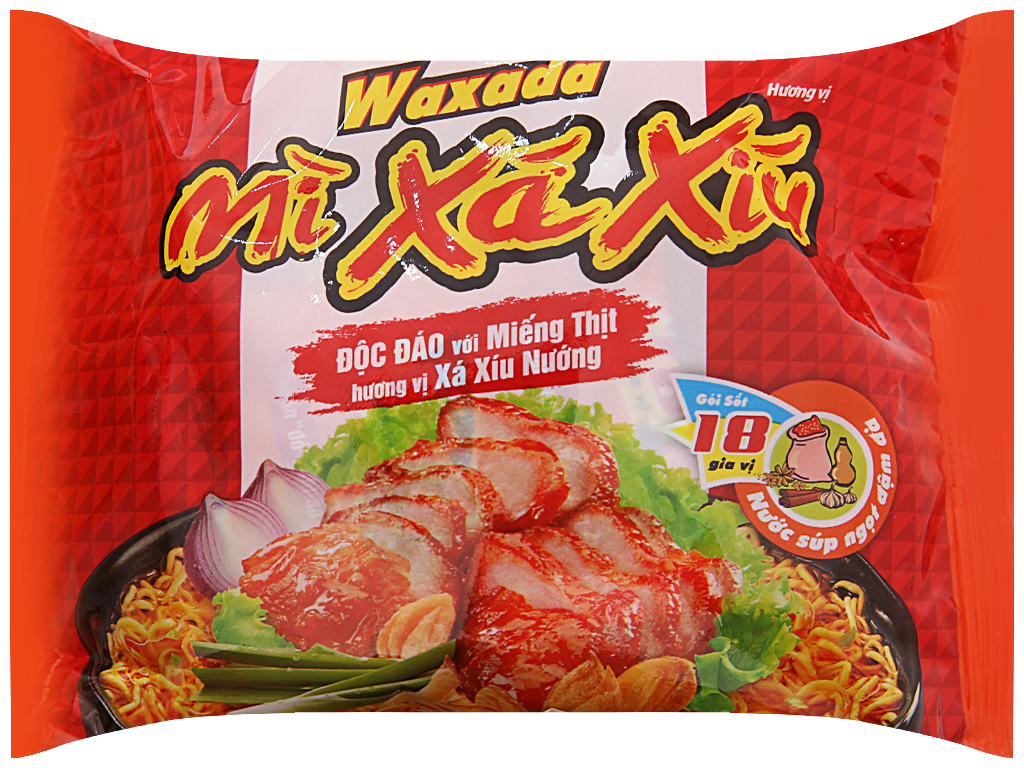 Waxada
Hương vị
Mì Xá Xíu
ĐỘC ĐÁO với Miếng Thịt
hương vị Xá Xíu Nướng
Gói Sốt
18
gia vị
Nước súp ngọt đậm đà